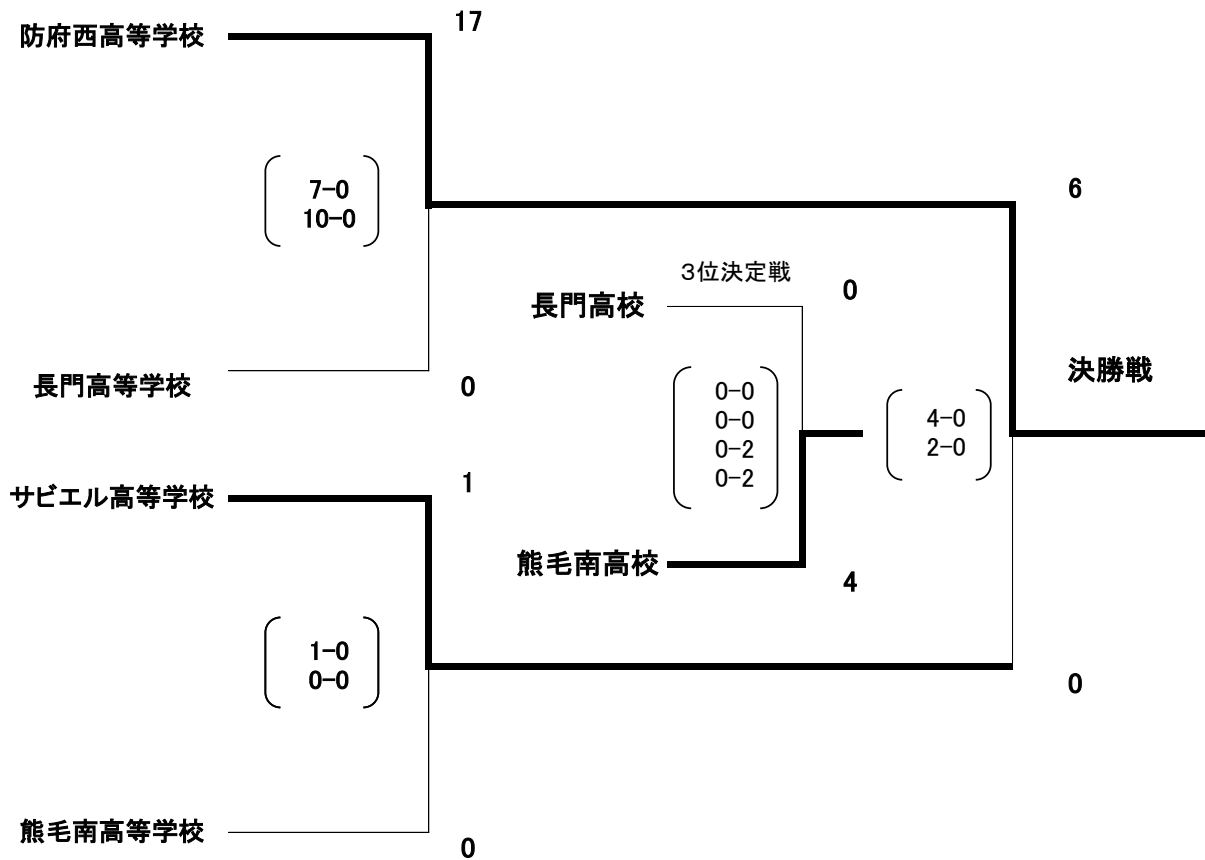 防府西高等学校
17
7-0
10-0
6
3位決定戦
長門高校
0
決勝戦
長門高等学校
0
0-0
0-0
0-2
0-2
4-0
2-0
サビエル高等学校
1
熊毛南高校
4
1-0
0-0
0
熊毛南高等学校
0